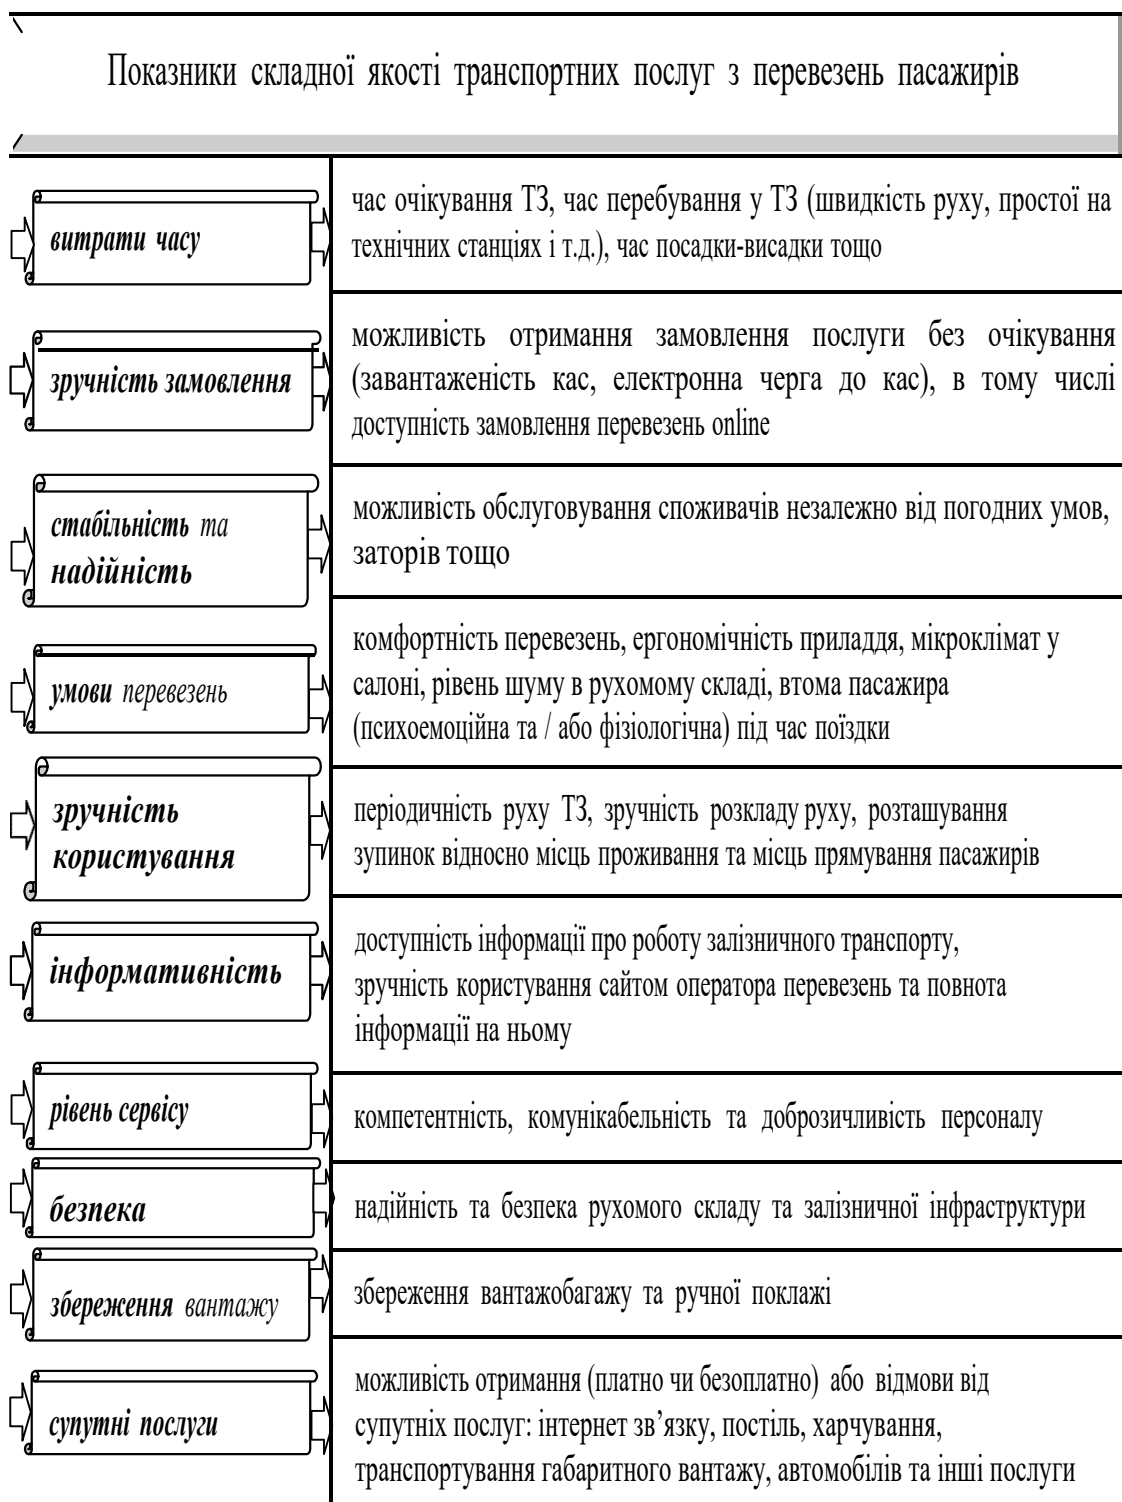 Показники складної якості транспортних послуг з перевезень пасажирів
витрати часу
час очікування ТЗ, час перебування у ТЗ (швидкість руху, простої на
технічних станціях і т.д.), час посадки-висадки тощо
зручність замовлення
можливість отримання замовлення послуги без очікування
(завантаженість кас, електронна черга до кас), в тому числі
доступність замовлення перевезень online
стабільність та
надійність
можливість обслуговування споживачів незалежно від погодних умов,
заторів тощо
умови перевезень
комфортність перевезень, ергономічність приладдя, мікроклімат у
салоні, рівень шуму в рухомому складі, втома пасажира
(психоемоційна та / або фізіологічна) під час поїздки
зручність
користування
періодичність руху ТЗ, зручність розкладу руху, розташування
зупинок відносно місць проживання та місць прямування пасажирів
інформативність
доступність інформації про роботу залізничного транспорту,
зручність користування сайтом оператора перевезень та повнота
інформації на ньому
рівень сервісу
компетентність, комунікабельність та доброзичливість персоналу
безпека
надійність та безпека рухомого складу та залізничної інфраструктури
збереження вантажу
збереження вантажобагажу та ручної поклажі
супутні послуги
можливість отримання (платно чи безоплатно) або відмови від
супутніх послуг: інтернет зв’язку, постіль, харчування,
транспортування габаритного вантажу, автомобілів та інші послуги